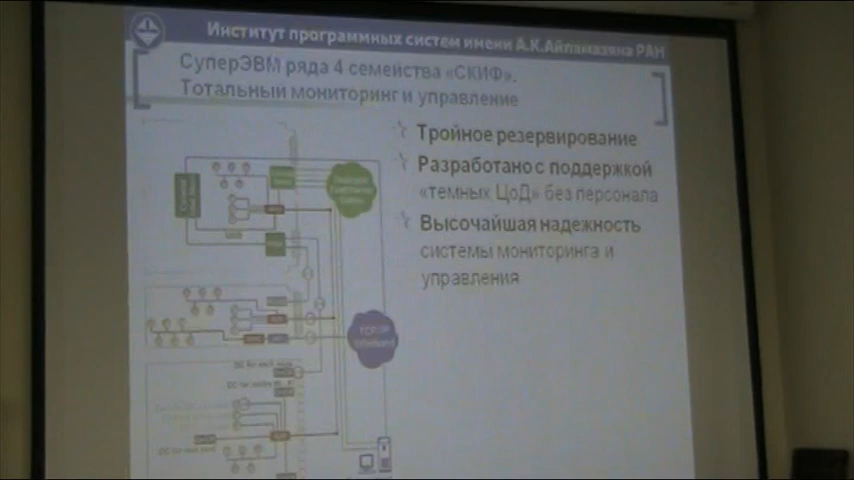 Институт программных систем имени А.К.Айламазяна РАН
СуперЭВМ ряда 4 семейства «СКИФ».
Тотальный мониторинг и управление
Тройное резервирование
Разработано с поддержкой
«темных ЦоД» без персонала
Высочайшая надежность
системы мониторинга и
управления